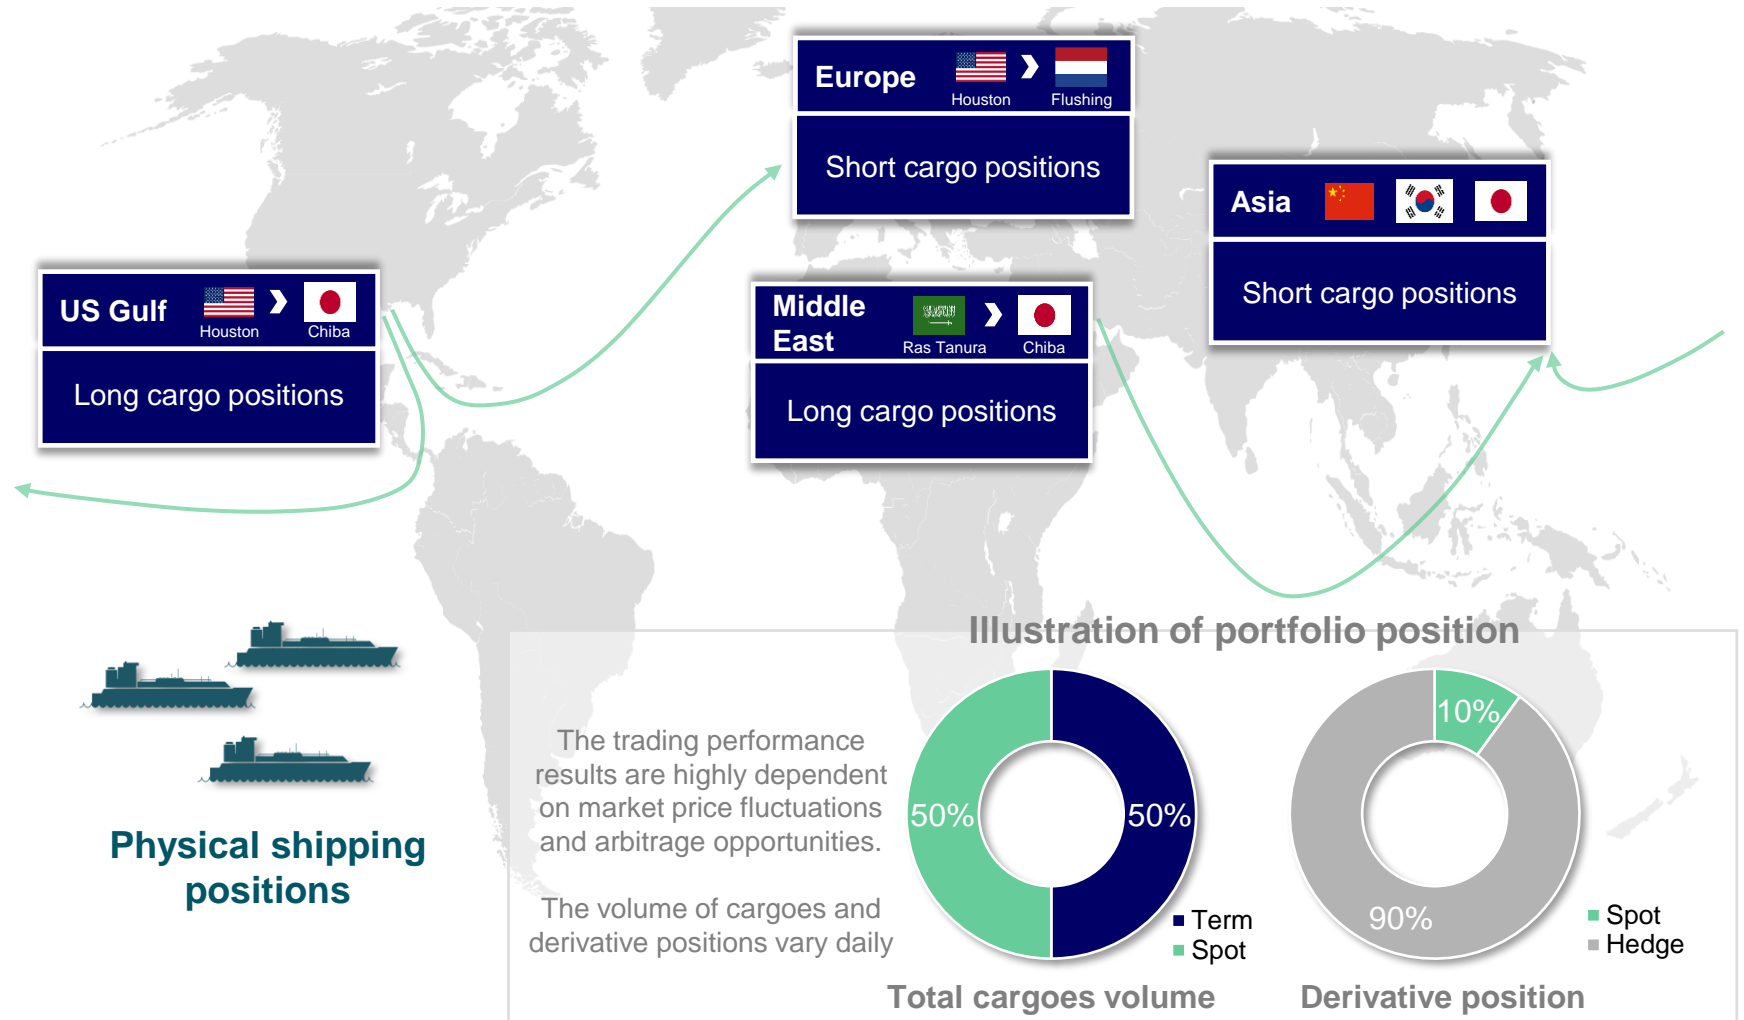 Europe
Houston
Flushing
Short cargo positions
Asia
Short cargo positions
US Gulf
Houston
Chiba
Long cargo positions
Middle
East
Ras Tanura
Chiba
Long cargo positions
Physical shipping
positions
Illustration of portfolio position
The trading performance
results are highly dependent
on market price fluctuations
and arbitrage opportunities.
The volume of cargoes and
derivative positions vary daily
50%
50%
Term
Spot
Total cargoes volume
10%
90%
Spot
Hedge
Derivative position